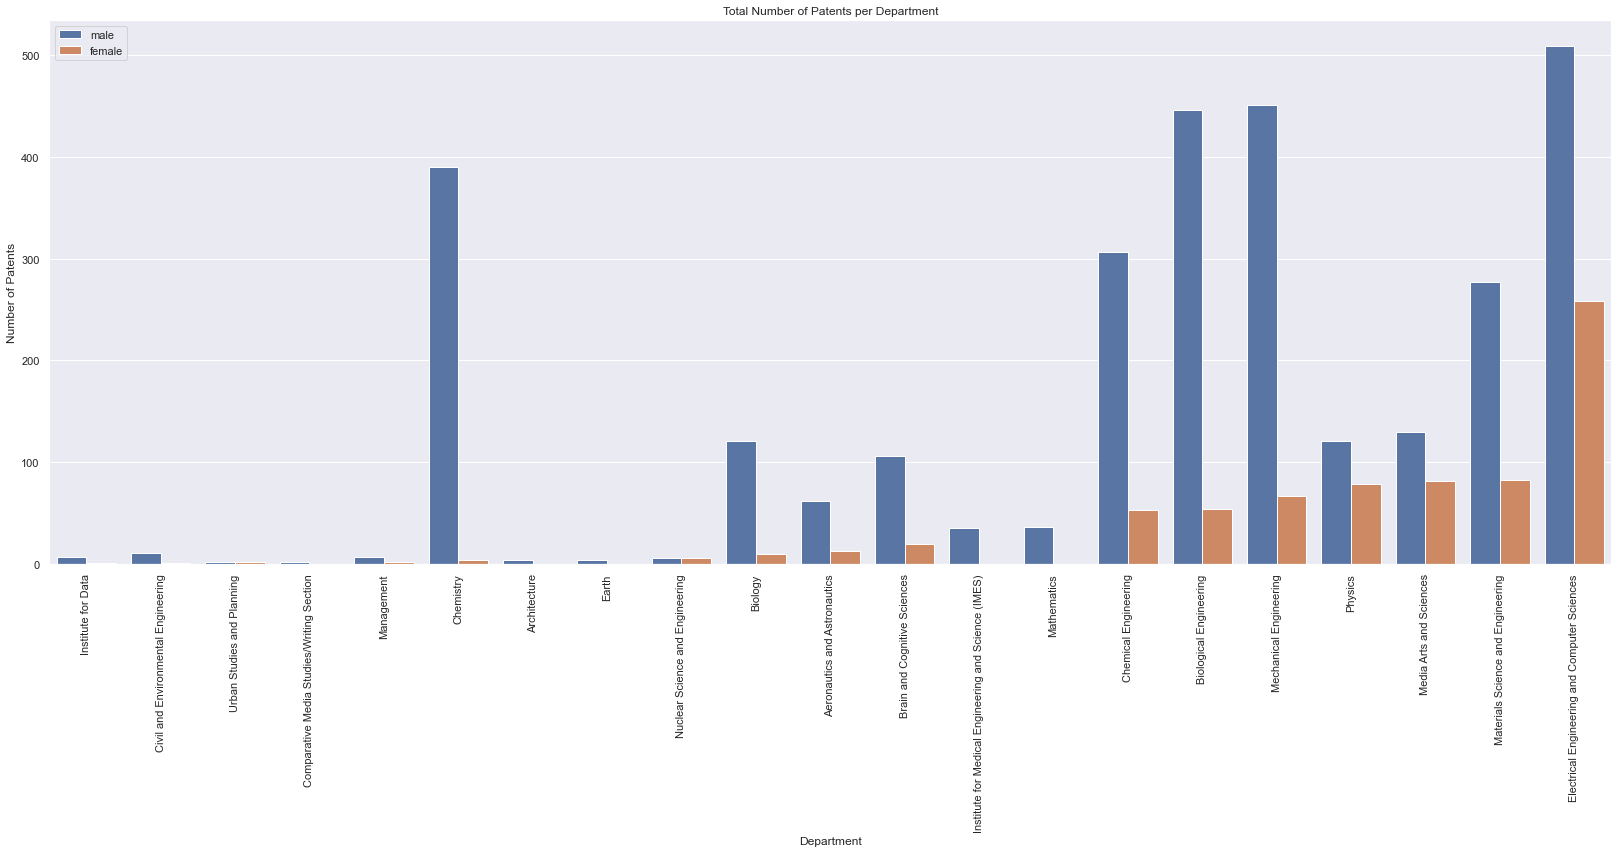 Total Number of Patents per Department
male
female
500
400
300
200
100
0
Number of Patents
Institute for Data
Civil and Environmental Engineering
Urban Studies and Planning
Comparative Media Studies/Writing Section
Management
Chemistry
Architecture
Earth
Nuclear Science and Engineering
Biology
Aeronautics and Astronautics
Brain and Cognitive Sciences
Institute for Medical Engineering and Science (IMES)
Mathematics
Chemical Engineering
Biological Engineering
Mechanical Engineering
Physics
Media Arts and Sciences
Materials Science and Engineering
Electrical Engineering and Computer Sciences
Department